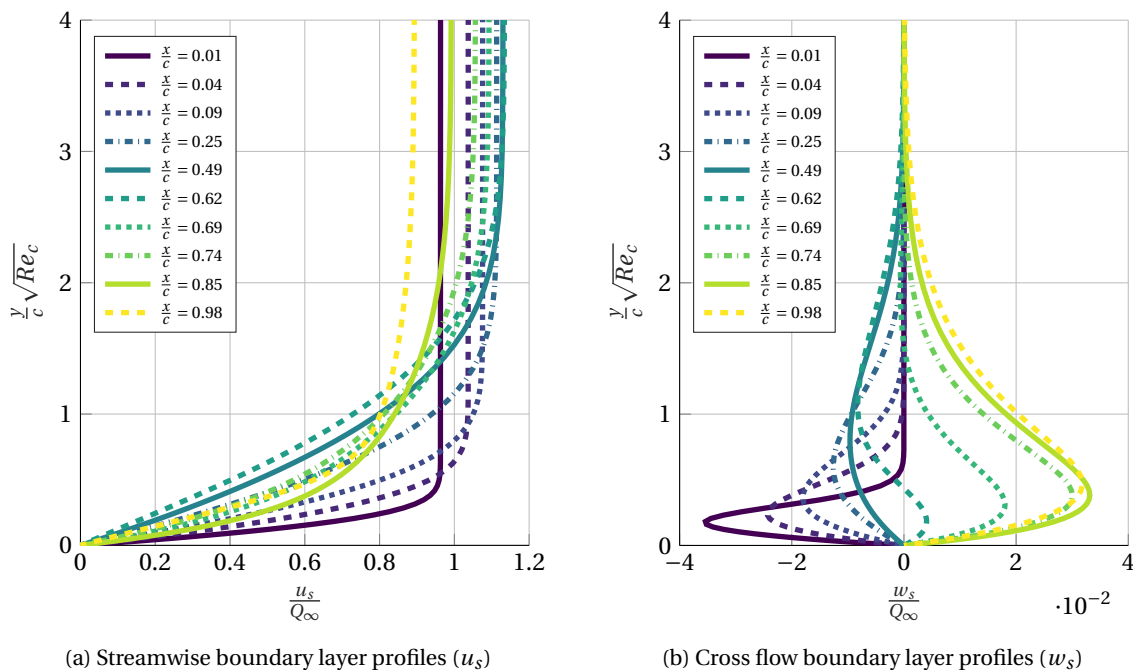 4
3
2
1
0
y/c √Re_c
x/c = 0.01
x/c = 0.04
x/c = 0.09
x/c = 0.25
x/c = 0.49
x/c = 0.62
x/c = 0.69
x/c = 0.74
x/c = 0.85
x/c = 0.98
0 0.2 0.4 0.6 0.8 1 1.2
u_s/Q_∞
(a) Streamwise boundary layer profiles (u_s)
4
3
2
1
0
y/c √Re_c
x/c = 0.01
x/c = 0.04
x/c = 0.09
x/c = 0.25
x/c = 0.49
x/c = 0.62
x/c = 0.69
x/c = 0.74
x/c = 0.85
x/c = 0.98
−4 −2 0 2 4
w_s/Q_∞
·10⁻²
(b) Cross flow boundary layer profiles (w_s)